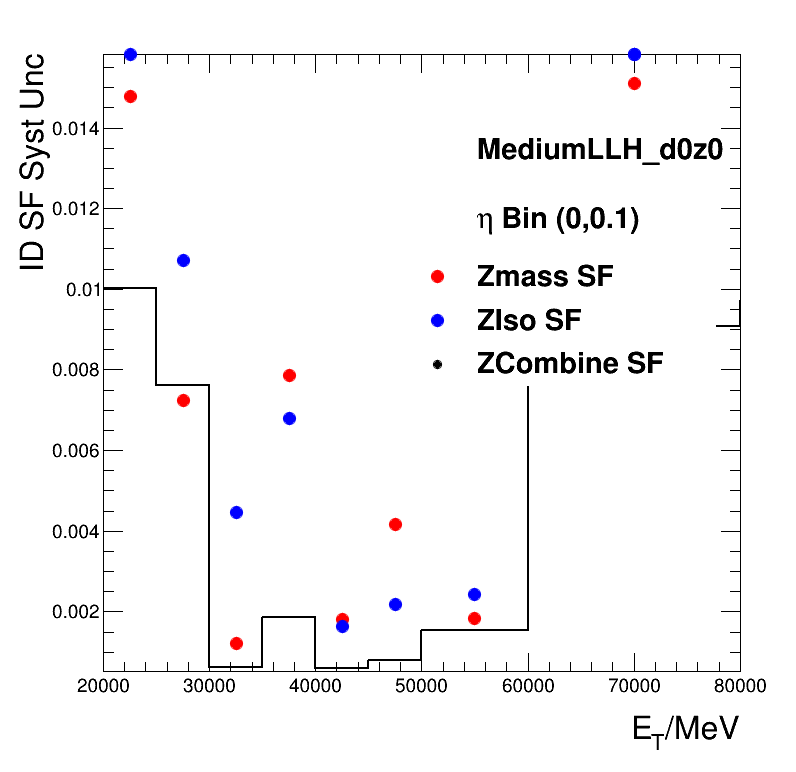 ID SF Syst Unc
0.014
0.012
0.01
0.008
0.006
0.004
0.002
MediumLLH_d0z0
η Bin (0,0.1)
Zmass SF
ZIso SF
ZCombine SF
20000 30000 40000 50000 60000 70000 80000
E_T/MeV